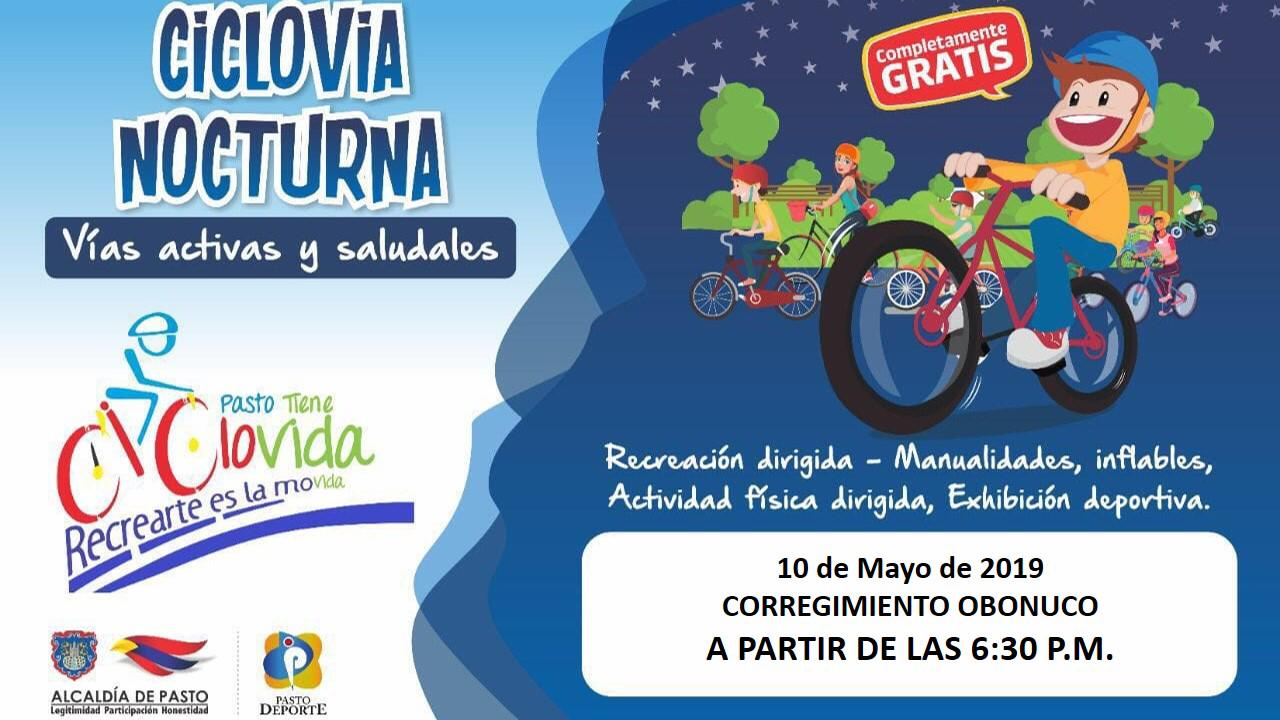 CiCLOViA
NOCTURNA
Vías activas y saludales
Pasto Tiene
CiCloVida
Recrearte es la movida
ALCALDÍA DE PASTO
Legitimidad Participación Honestidad
PASTO
DEPORTE
Completamente
GRATIS
Recreación dirigida - Manualidades, inflables,
Actividad física dirigida, Exhibición deportiva.
10 de Mayo de 2019
CORREGIMIENTO OBONUCO
A PARTIR DE LAS 6:30 P.M.